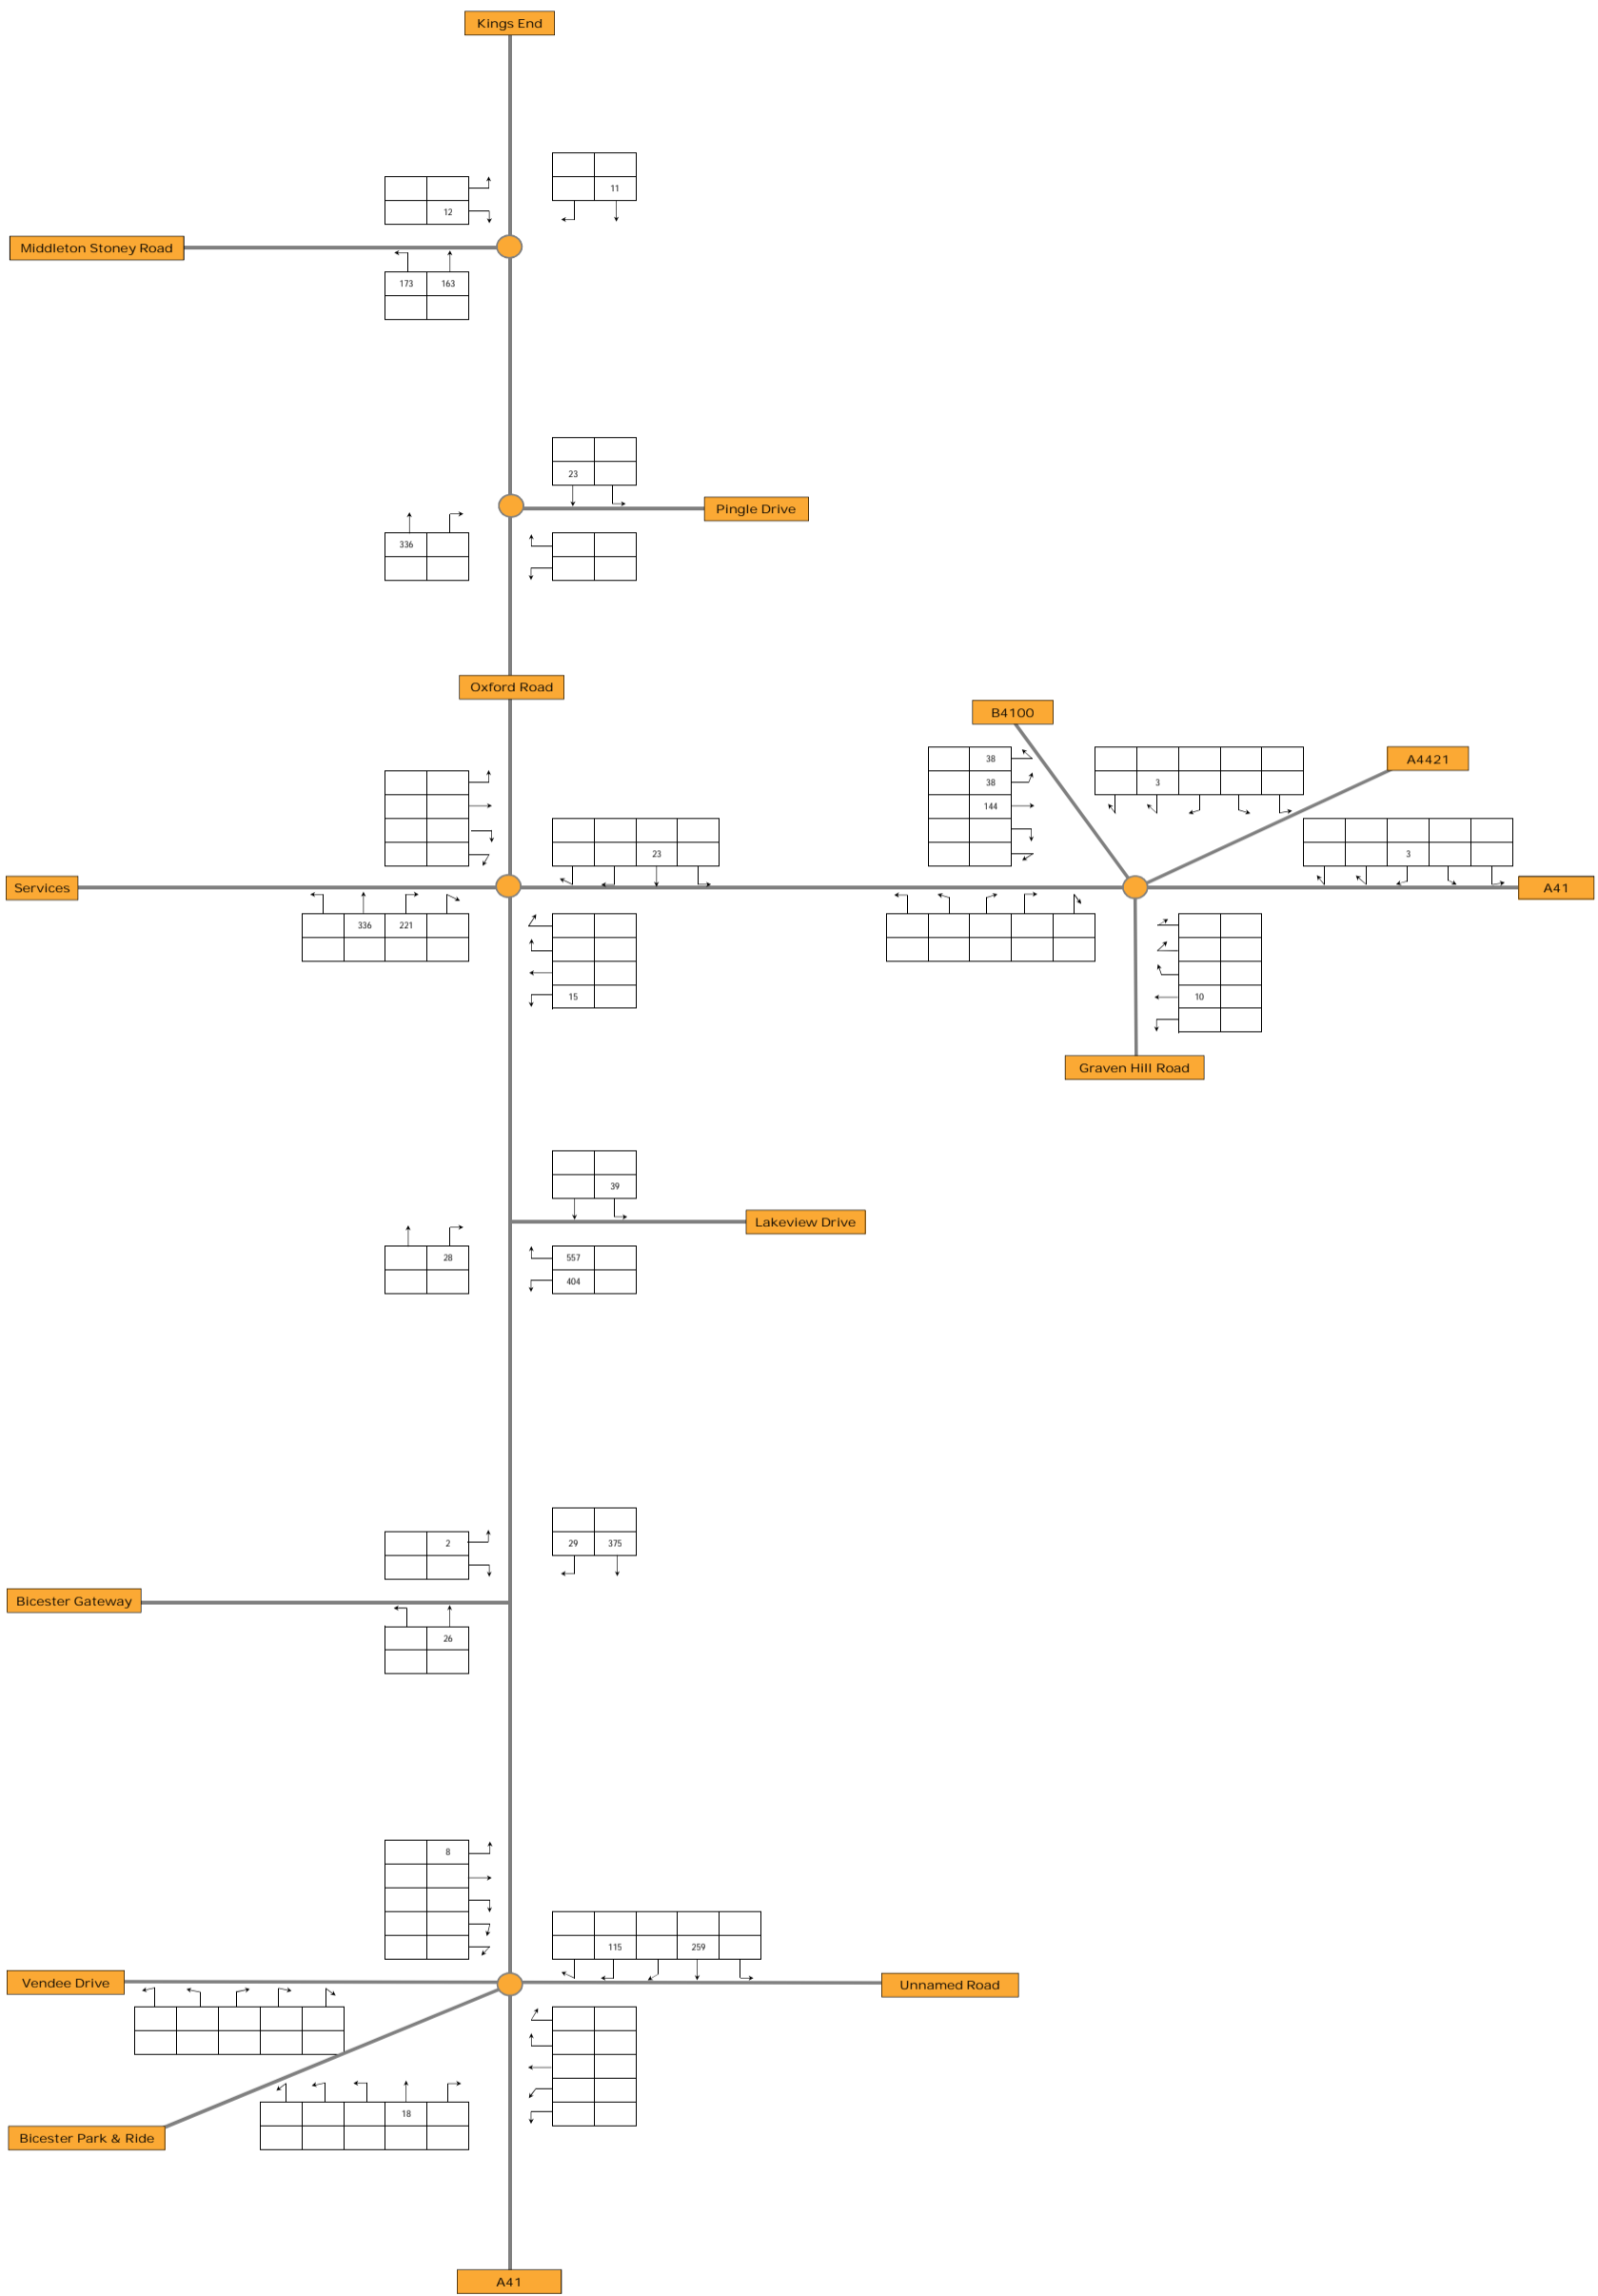 Kings End
11
12
Middleton Stoney Road
173 163
23
Pingle Drive
336
Oxford Road
B4100
38
38
144
3
A4421
23
3
Services
A41
336 221
15
10
Graven Hill Road
39
Lakeview Drive
28
557
404
2
29 375
Bicester Gateway
26
8
115 259
Vendee Drive
Unnamed Road
18
Bicester Park & Ride
A41